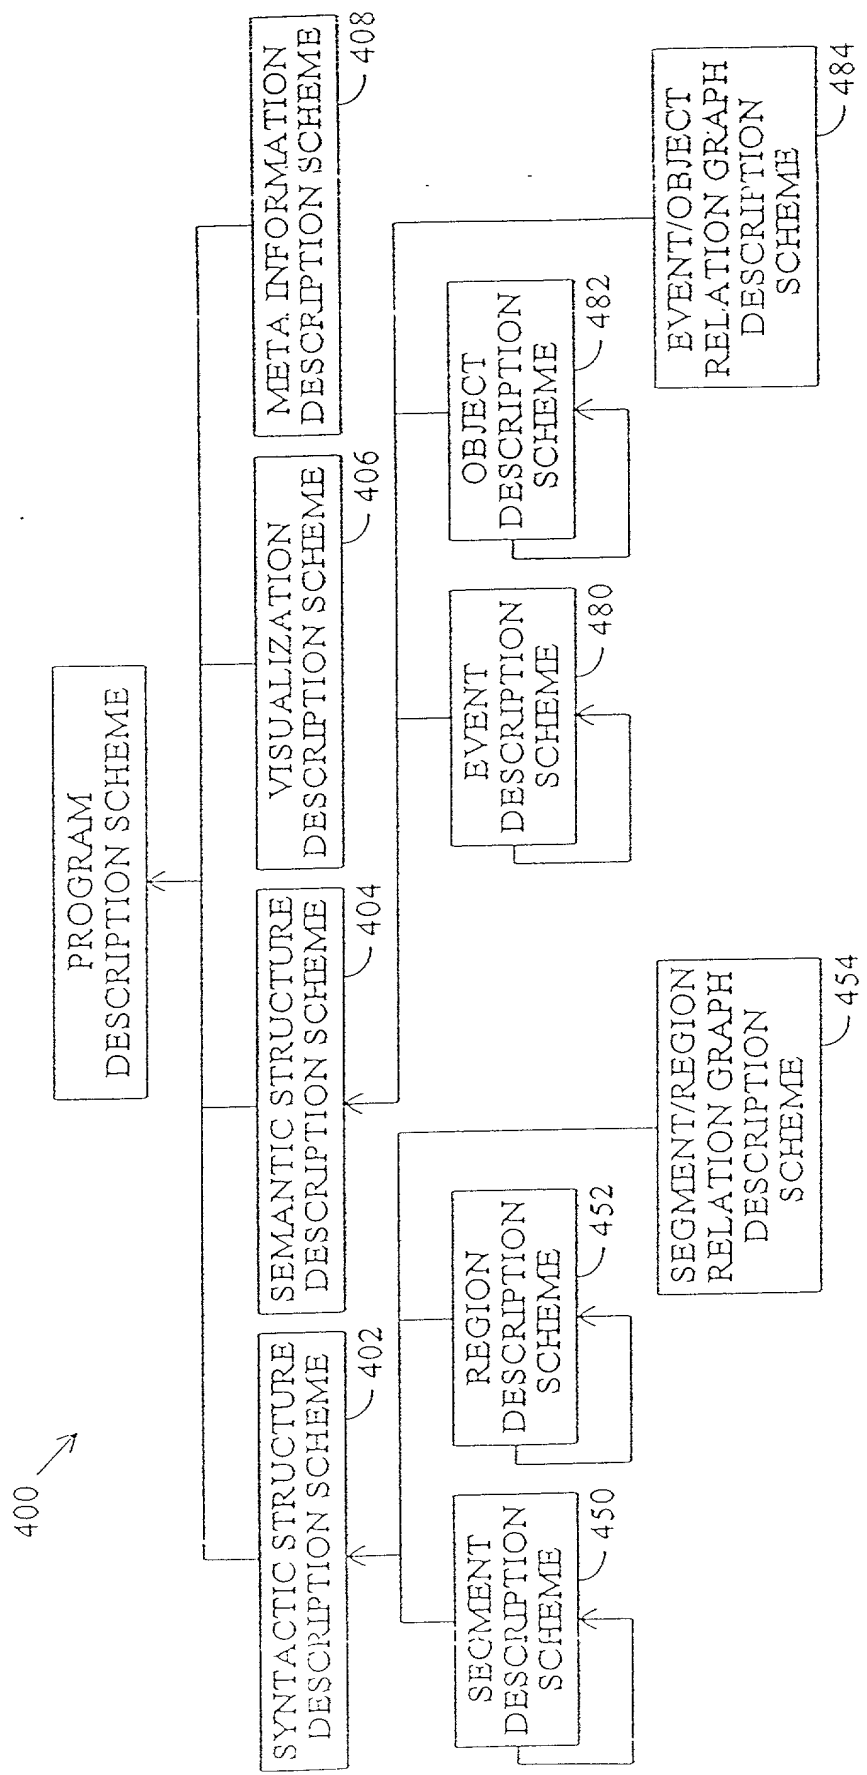 400
PROGRAM
DESCRIPTION SCHEME
SYNTACTIC STRUCTURE
DESCRIPTION SCHEME
402
SEMANTIC STRUCTURE
DESCRIPTION SCHEME
404
VISUALIZATION
DESCRIPTION SCHEME
406
META INFORMATION
DESCRIPTION SCHEME
408
SEGMENT
DESCRIPTION
SCHEME
450
REGION
DESCRIPTION
SCHEME
452
EVENT
DESCRIPTION
SCHEME
480
OBJECT
DESCRIPTION
SCHEME
482
SEGMENT/REGION
RELATION GRAPH
DESCRIPTION
SCHEME
454
EVENT/OBJECT
RELATION GRAPH
DESCRIPTION
SCHEME
484